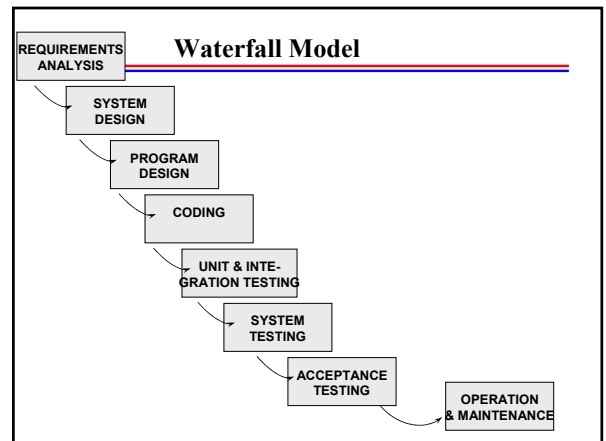 Waterfall Model
REQUIREMENTS
ANALYSIS
SYSTEM
DESIGN
PROGRAM
DESIGN
CODING
UNIT & INTE-
GRATION TESTING
SYSTEM
TESTING
ACCEPTANCE
TESTING
OPERATION
& MAINTENANCE